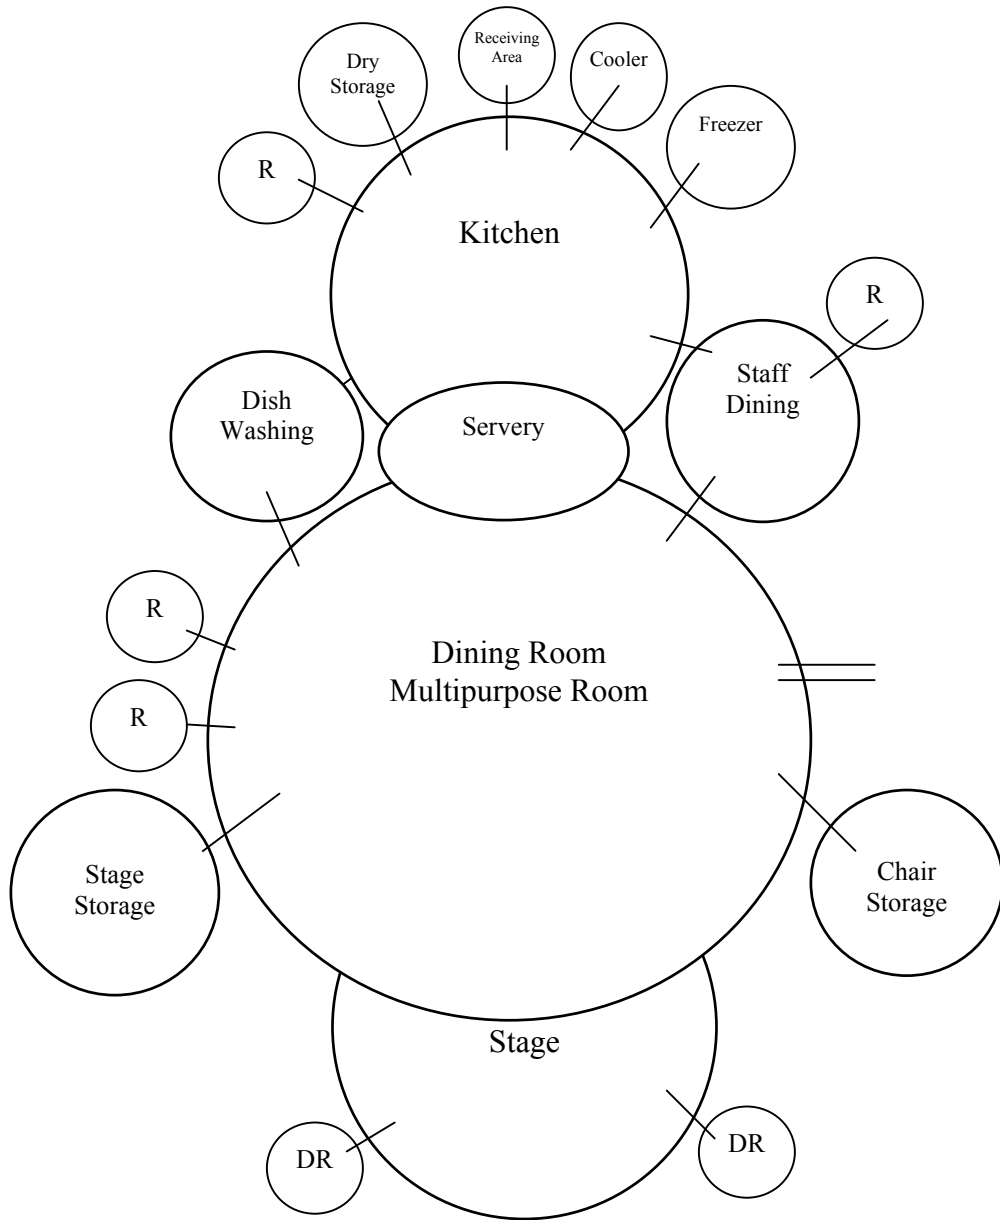 Receiving
Area
Dry
Storage
Cooler
Freezer
R
Kitchen
R
Staff
Dining
Dish
Washing
Servery
R
Dining Room
Multipurpose Room
R
Stage
Storage
Chair
Storage
Stage
DR
DR